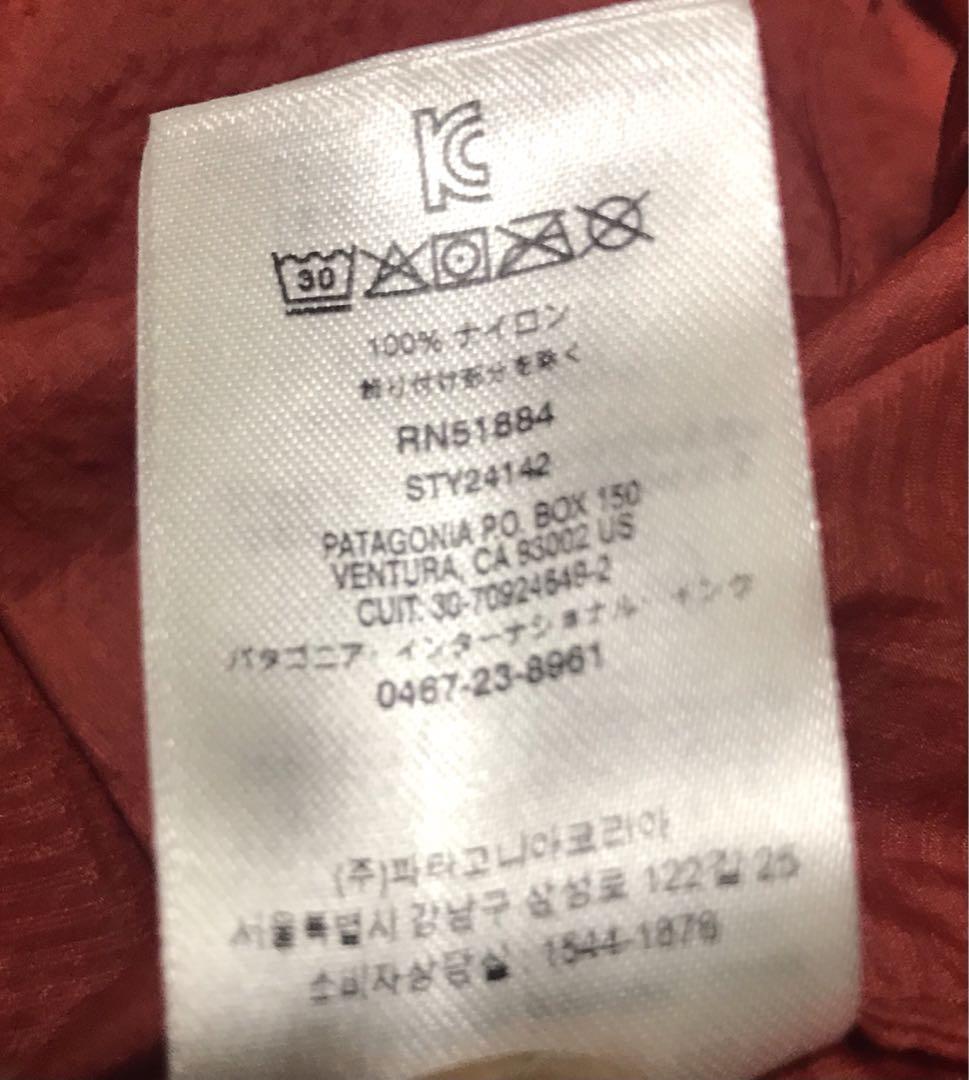 KC
30
100% ナイロン
飾り付け部分を除く
RN51884
STY24142
PATAGONIA P.O. BOX 150
VENTURA, CA 93002 US
CUIT: 30-70924648-2
パタゴニア・インターナショナル・インク
0467-23-8961
(주)파타고니아코리아
서울특별시 강남구 삼성로 122길 25
소비자상담실 : 1544-1876